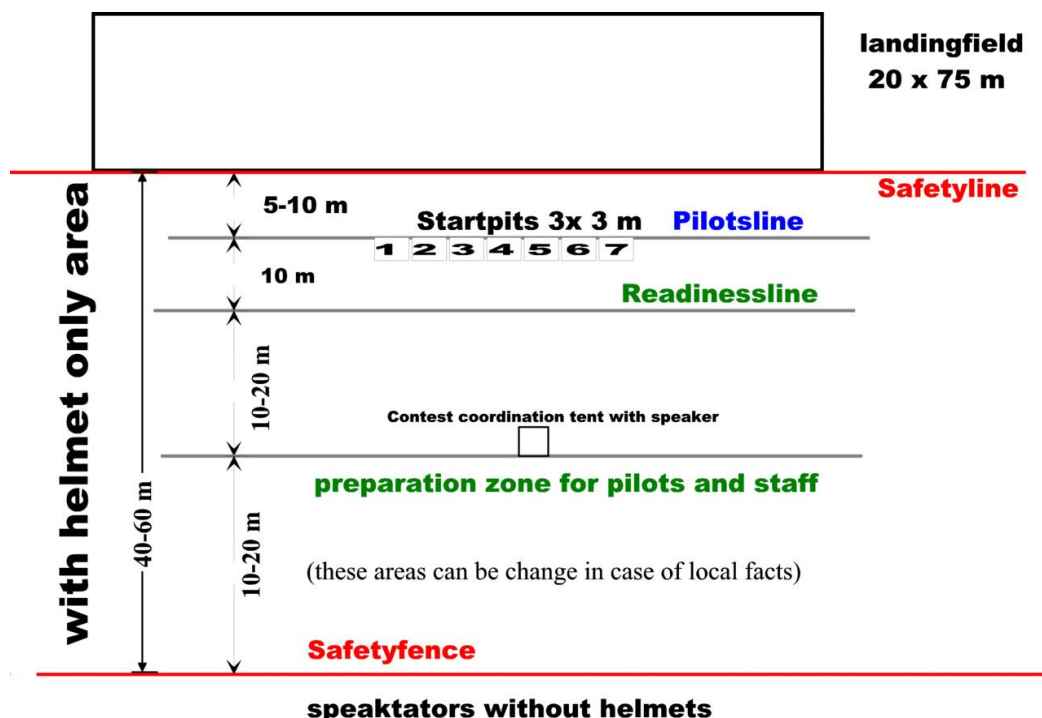 landingfield
20 x 75 m
Safetyline
5-10 m
Startpits 3x 3 m
Pilotsline
1 2 3 4 5 6 7
10 m
Readinessline
with helmet only area
10-20 m
Contest coordination tent with speaker
preparation zone for pilots and staff
40-60 m
10-20 m
(these areas can be change in case of local facts)
Safetyfence
speaktators without helmets